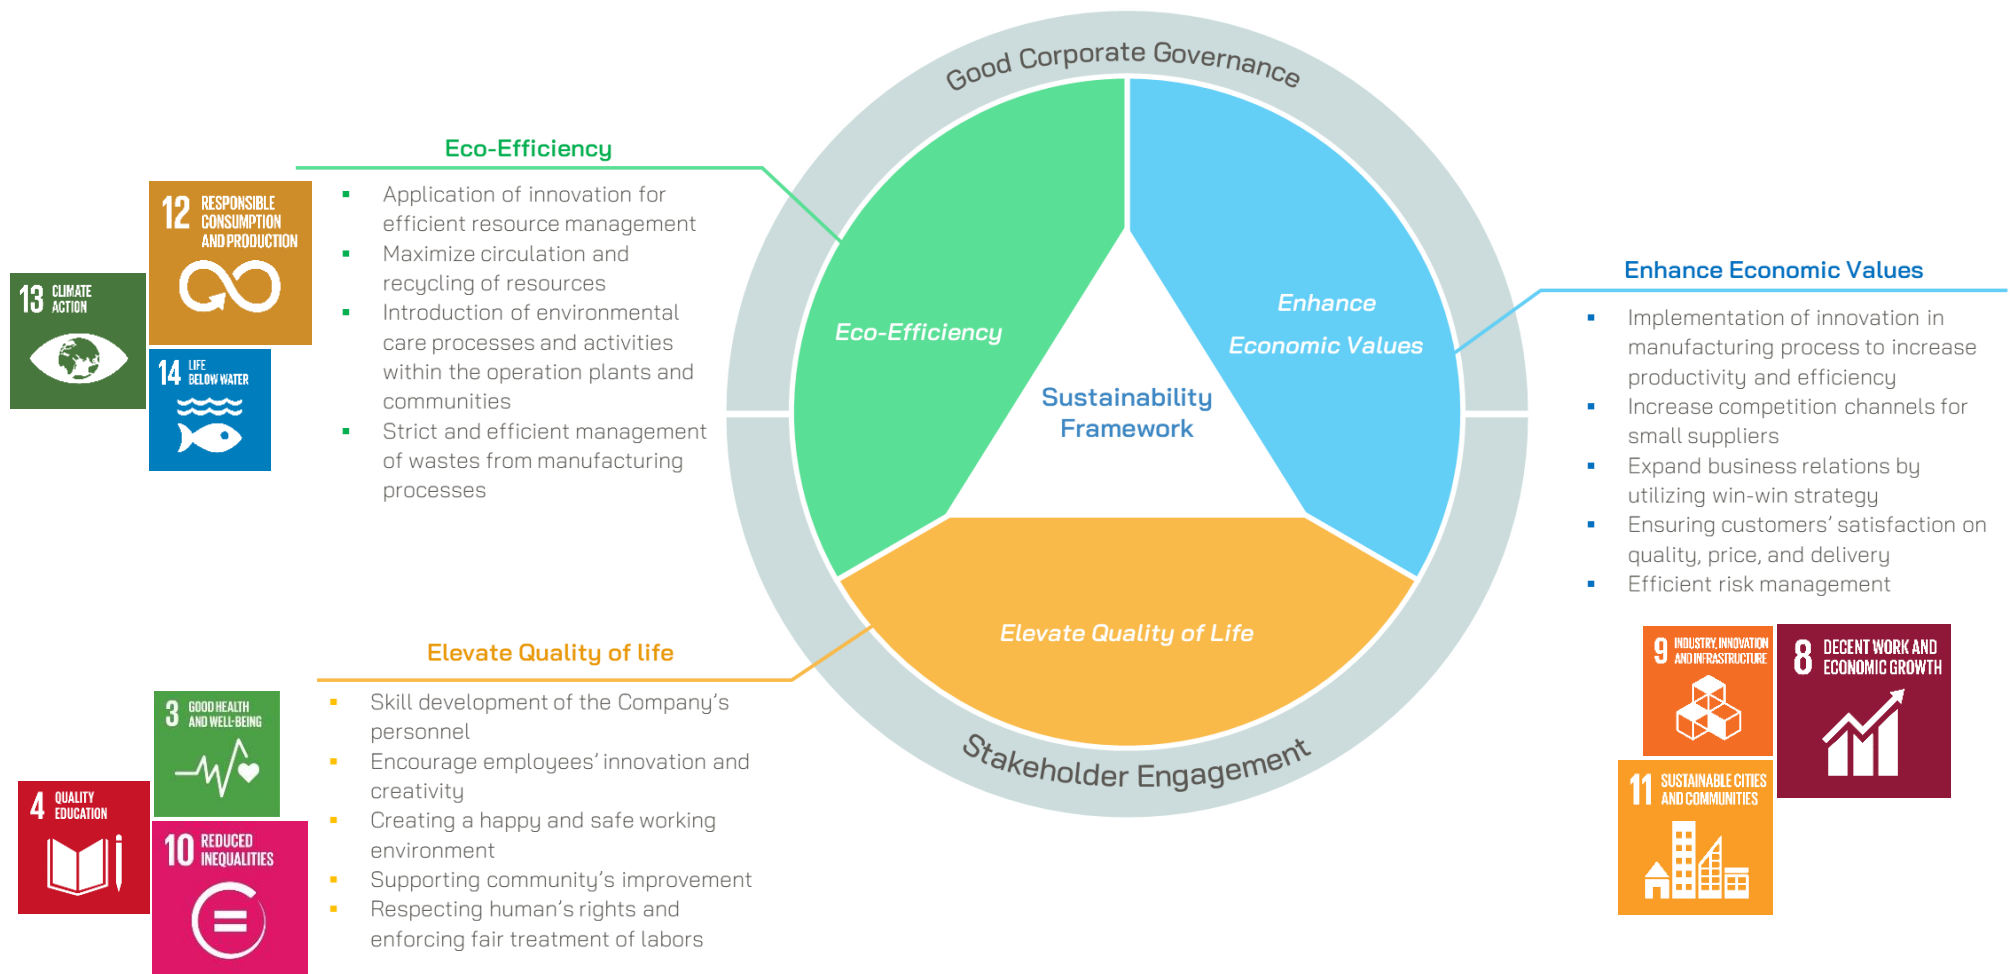 Good Corporate Governance
Eco-Efficiency
12 RESPONSIBLE
CONSUMPTION
AND PRODUCTION
13 CLIMATE
ACTION
14 LIFE
BELOW WATER
▪ Application of innovation for
efficient resource management
▪ Maximize circulation and
recycling of resources
▪ Introduction of environmental
care processes and activities
within the operation plants and
communities
▪ Strict and efficient management
of wastes from manufacturing
processes
Eco-Efficiency
Enhance
Economic Values
Sustainability
Framework
Elevate Quality of Life
Stakeholder Engagement
Enhance Economic Values
▪ Implementation of innovation in
manufacturing process to increase
productivity and efficiency
▪ Increase competition channels for
small suppliers
▪ Expand business relations by
utilizing win-win strategy
▪ Ensuring customers’ satisfaction on
quality, price, and delivery
▪ Efficient risk management
9 INDUSTRY, INNOVATION
AND INFRASTRUCTURE
8 DECENT WORK AND
ECONOMIC GROWTH
11 SUSTAINABLE CITIES
AND COMMUNITIES
Elevate Quality of life
3 GOOD HEALTH
AND WELL-BEING
4 QUALITY
EDUCATION
10 REDUCED
INEQUALITIES
▪ Skill development of the Company’s
personnel
▪ Encourage employees’ innovation and
creativity
▪ Creating a happy and safe working
environment
▪ Supporting community’s improvement
▪ Respecting human’s rights and
enforcing fair treatment of labors